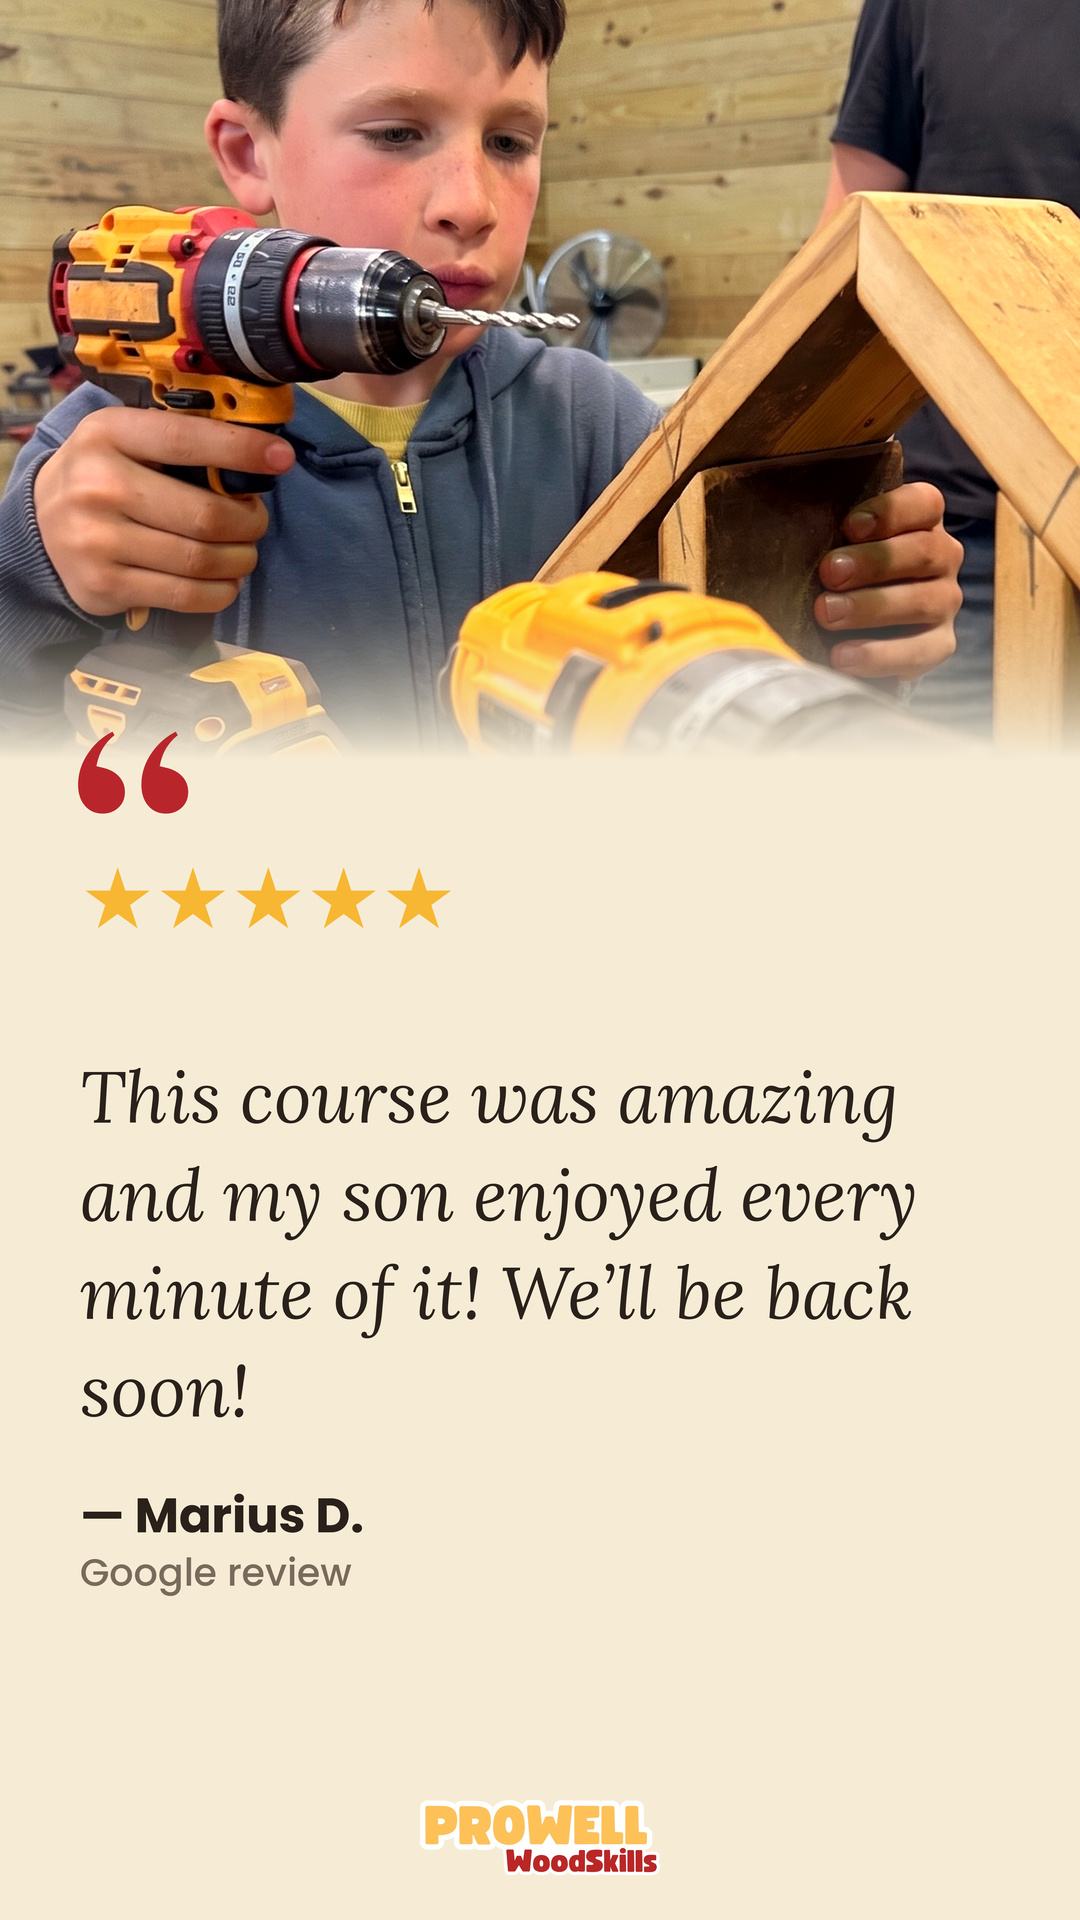 “
This course was amazing
and my son enjoyed every
minute of it! We’ll be back
soon!
— Marius D.
Google review
PROWELL
WoodSkills